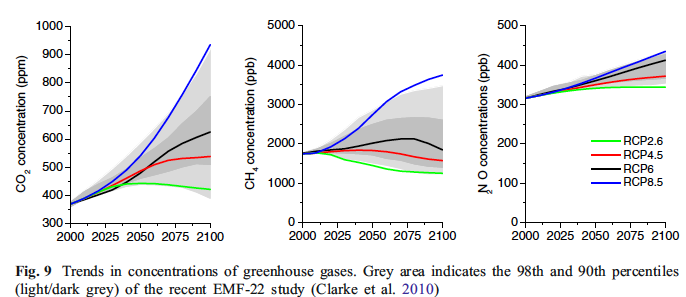 1000
900
800
700
600
500
400
300
CO2 concentration (ppm)
2000 2025 2050 2075 2100
5000
4000
3000
2000
1000
0
CH4 concentration (ppb)
2000 2025 2050 2075 2100
500
400
300
200
100
0
2N O concentrations (ppb)
RCP2.6
RCP4.5
RCP6
RCP8.5
2000 2025 2050 2075 2100
Fig. 9 Trends in concentrations of greenhouse gases. Grey area indicates the 98th and 90th percentiles
(light/dark grey) of the recent EMF-22 study (Clarke et al. 2010)